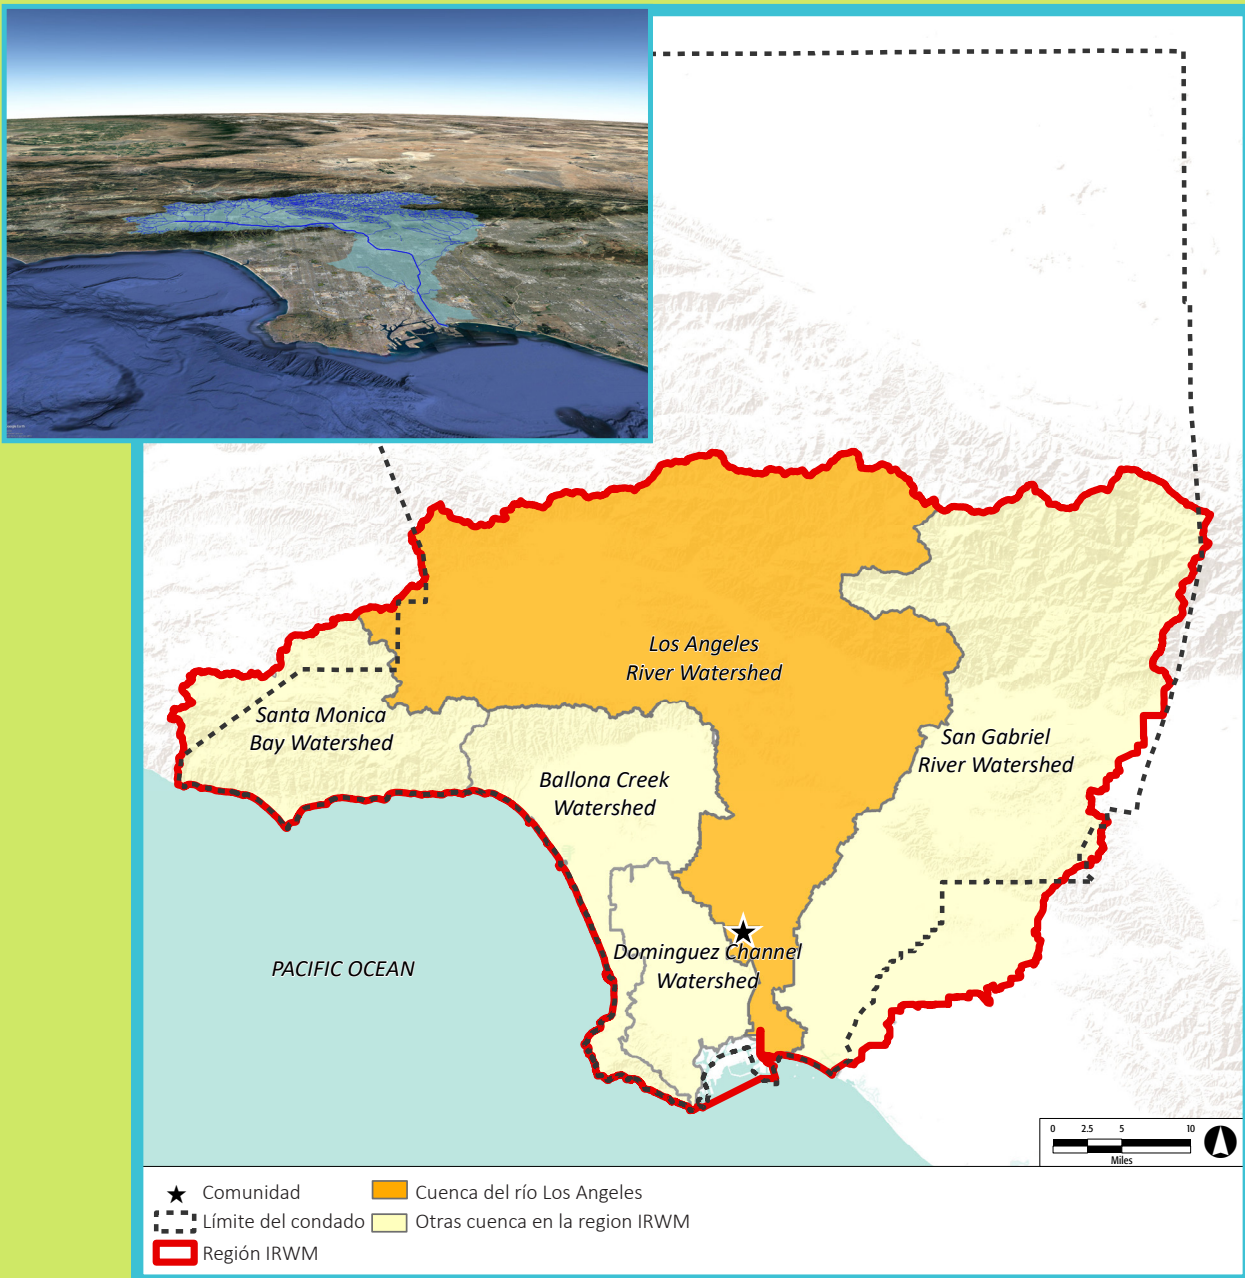 Los Angeles
River Watershed
Santa Monica
Bay Watershed
San Gabriel
River Watershed
Ballona Creek
Watershed
Dominguez Channel
Watershed
PACIFIC OCEAN
0 2.5 5 10
Miles
Comunidad
Cuenca del río Los Angeles
Límite del condado
Otras cuenca en la region IRWM
Región IRWM